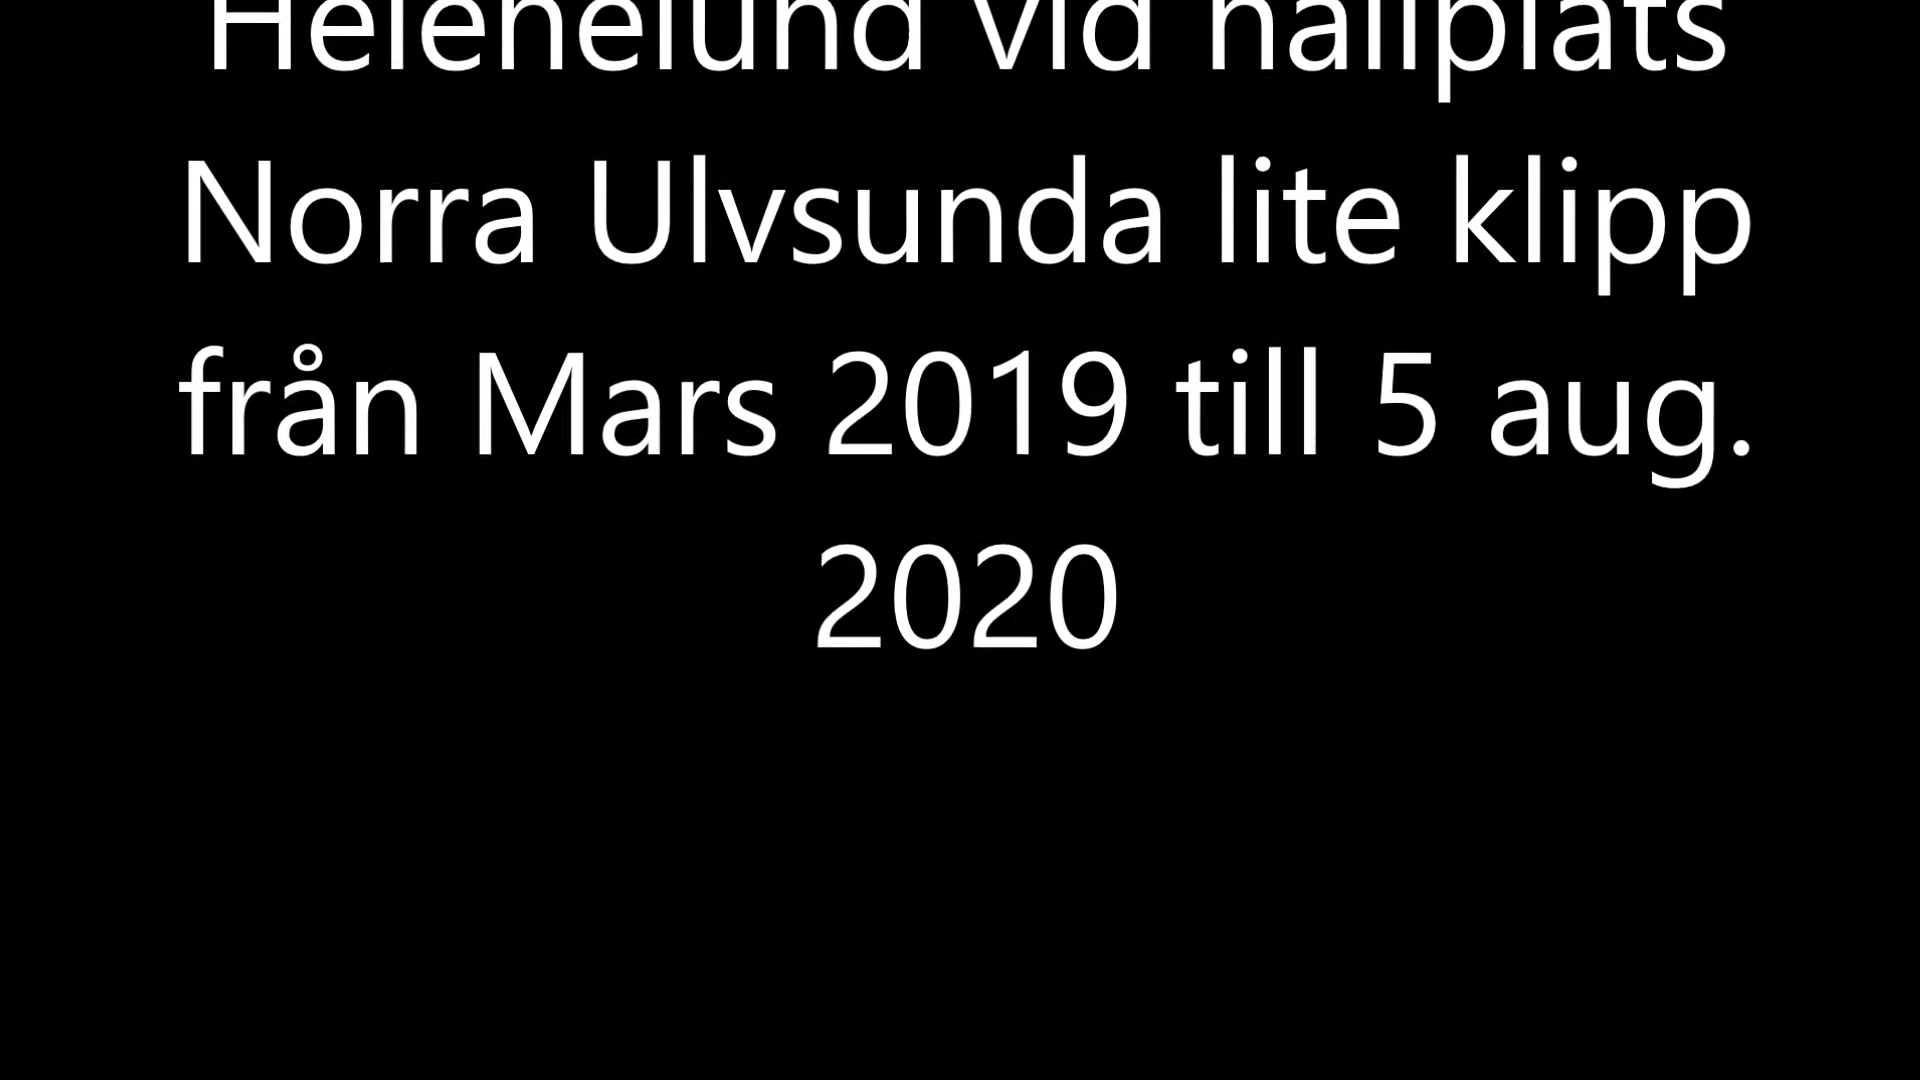 Helenelund vid hållplats
Norra Ulvsunda lite klipp
från Mars 2019 till 5 aug.
2020